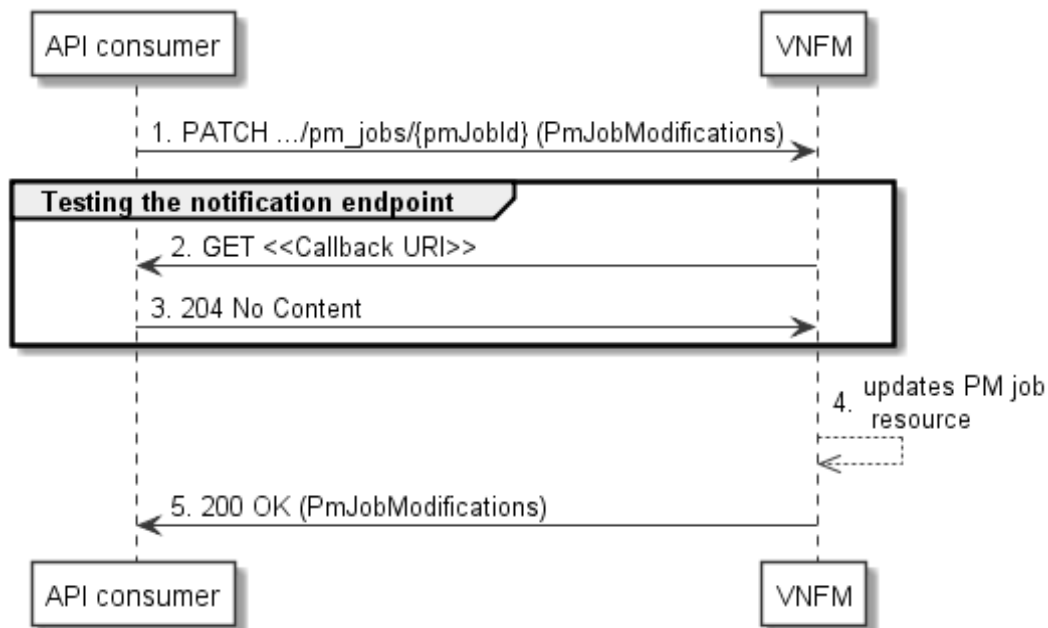 API consumer
VNFM
1. PATCH .../pm_jobs/{pmJobId} (PmJobModifications)
Testing the notification endpoint
2. GET <<Callback URI>>
3. 204 No Content
4. updates PM job
resource
5. 200 OK (PmJobModifications)
API consumer
VNFM